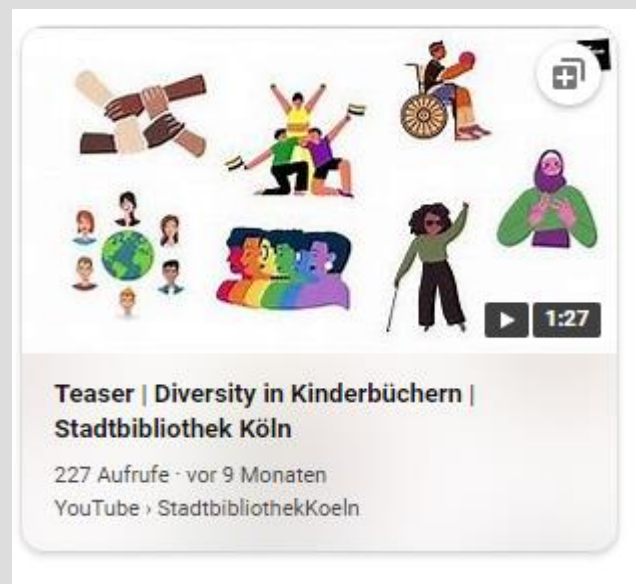 1:27
Teaser | Diversity in Kinderbüchern |
Stadtbibliothek Köln
227 Aufrufe · vor 9 Monaten
YouTube › StadtbibliothekKoeln